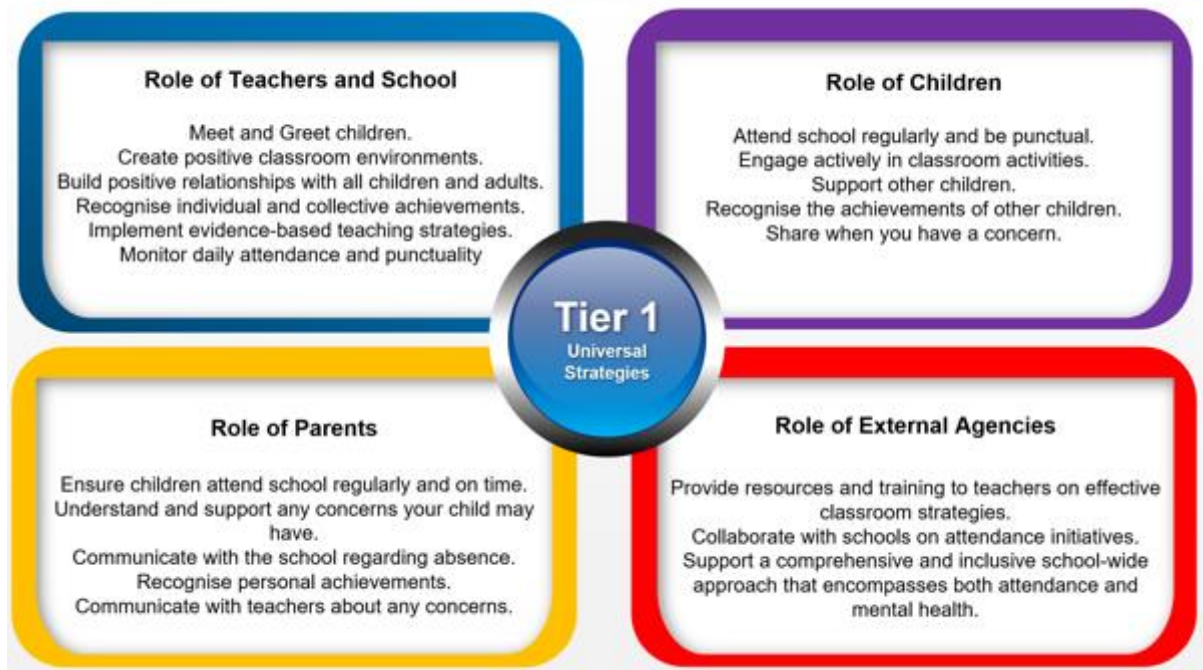 Role of Teachers and School
Meet and Greet children.
Create positive classroom environments.
Build positive relationships with all children and adults.
Recognise individual and collective achievements.
Implement evidence-based teaching strategies.
Monitor daily attendance and punctuality
Role of Children
Attend school regularly and be punctual.
Engage actively in classroom activities.
Support other children.
Recognise the achievements of other children.
Share when you have a concern.
Tier 1
Universal
Strategies
Role of Parents
Ensure children attend school regularly and on time.
Understand and support any concerns your child may
have.
Communicate with the school regarding absence.
Recognise personal achievements.
Communicate with teachers about any concerns.
Role of External Agencies
Provide resources and training to teachers on effective
classroom strategies.
Collaborate with schools on attendance initiatives.
Support a comprehensive and inclusive school-wide
approach that encompasses both attendance and
mental health.